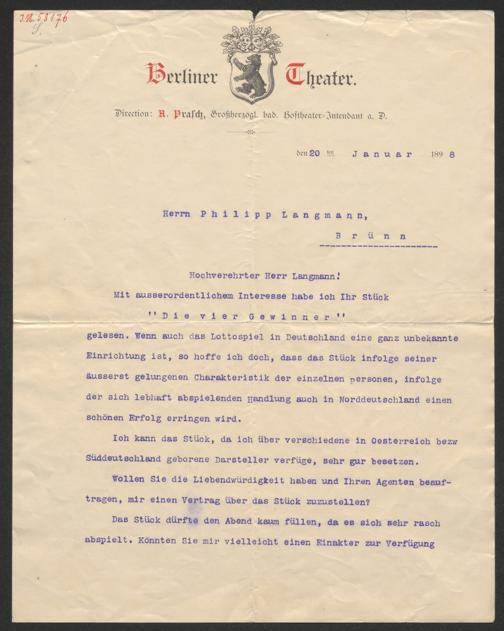 J.N. 58176
Berliner Theater.
Direction: A. Prasch, Großherzogl. bad. Hoftheater-Intendant a. D.
den 20 Januar 1898
Herrn Philipp Langmann,
Brünn
Hochverehrter Herr Langmann!
Mit ausserordentlichem Interesse habe ich Ihr Stück
"Die vier Gewinner"
gelesen. Wenn auch das Lottospiel in Deutschland eine ganz unbekannte
Einrichtung ist, so hoffe ich doch, dass das Stück infolge seiner
äusserst gelungenen Charakteristik der einzelnen personen, infolge
der sich lebhaft abspielenden Handlung auch in Norddeutschland einen
schönen Erfolg erringen wird.
Ich kann das Stück, da ich über verschiedene in Oesterreich bezw
Süddeutschland geborene Darsteller verfüge, sehr gur besetzen.
Wollen Sie die Liebendwürdigkeit haben und Ihren Agenten beauf-
tragen, mir einen Vertrag über das Stück zuzustellen?
Das Stück dürfte den Abend kaum füllen, da es sich sehr rasch
abspielt. Könnten Sie mir vielleicht einen Einakter zur Verfügung